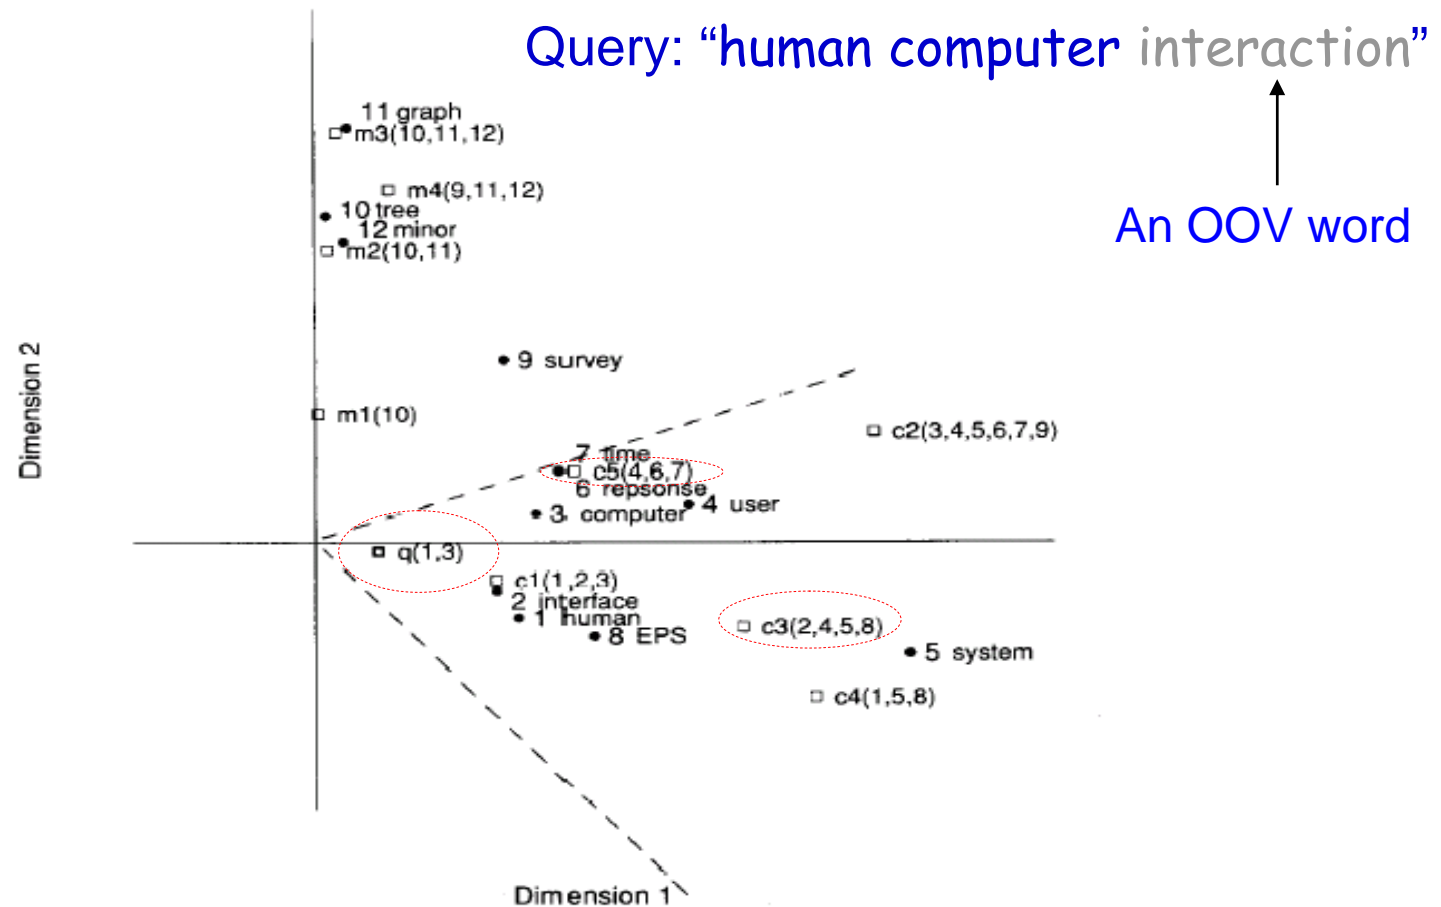 Query: “human computer interaction”
An OOV word
11 graph
m3(10,11,12)
m4(9,11,12)
10 tree
12 minor
m2(10,11)
9 survey
Dimension 2
m1(10)
c2(3,4,5,6,7,9)
7 time
c5(4,6,7)
6 repsonse
4 user
3. computer
q(1,3)
c1(1,2,3)
2 interface
1 human
8 EPS
c3(2,4,5,8)
5 system
c4(1,5,8)
Dimension 1